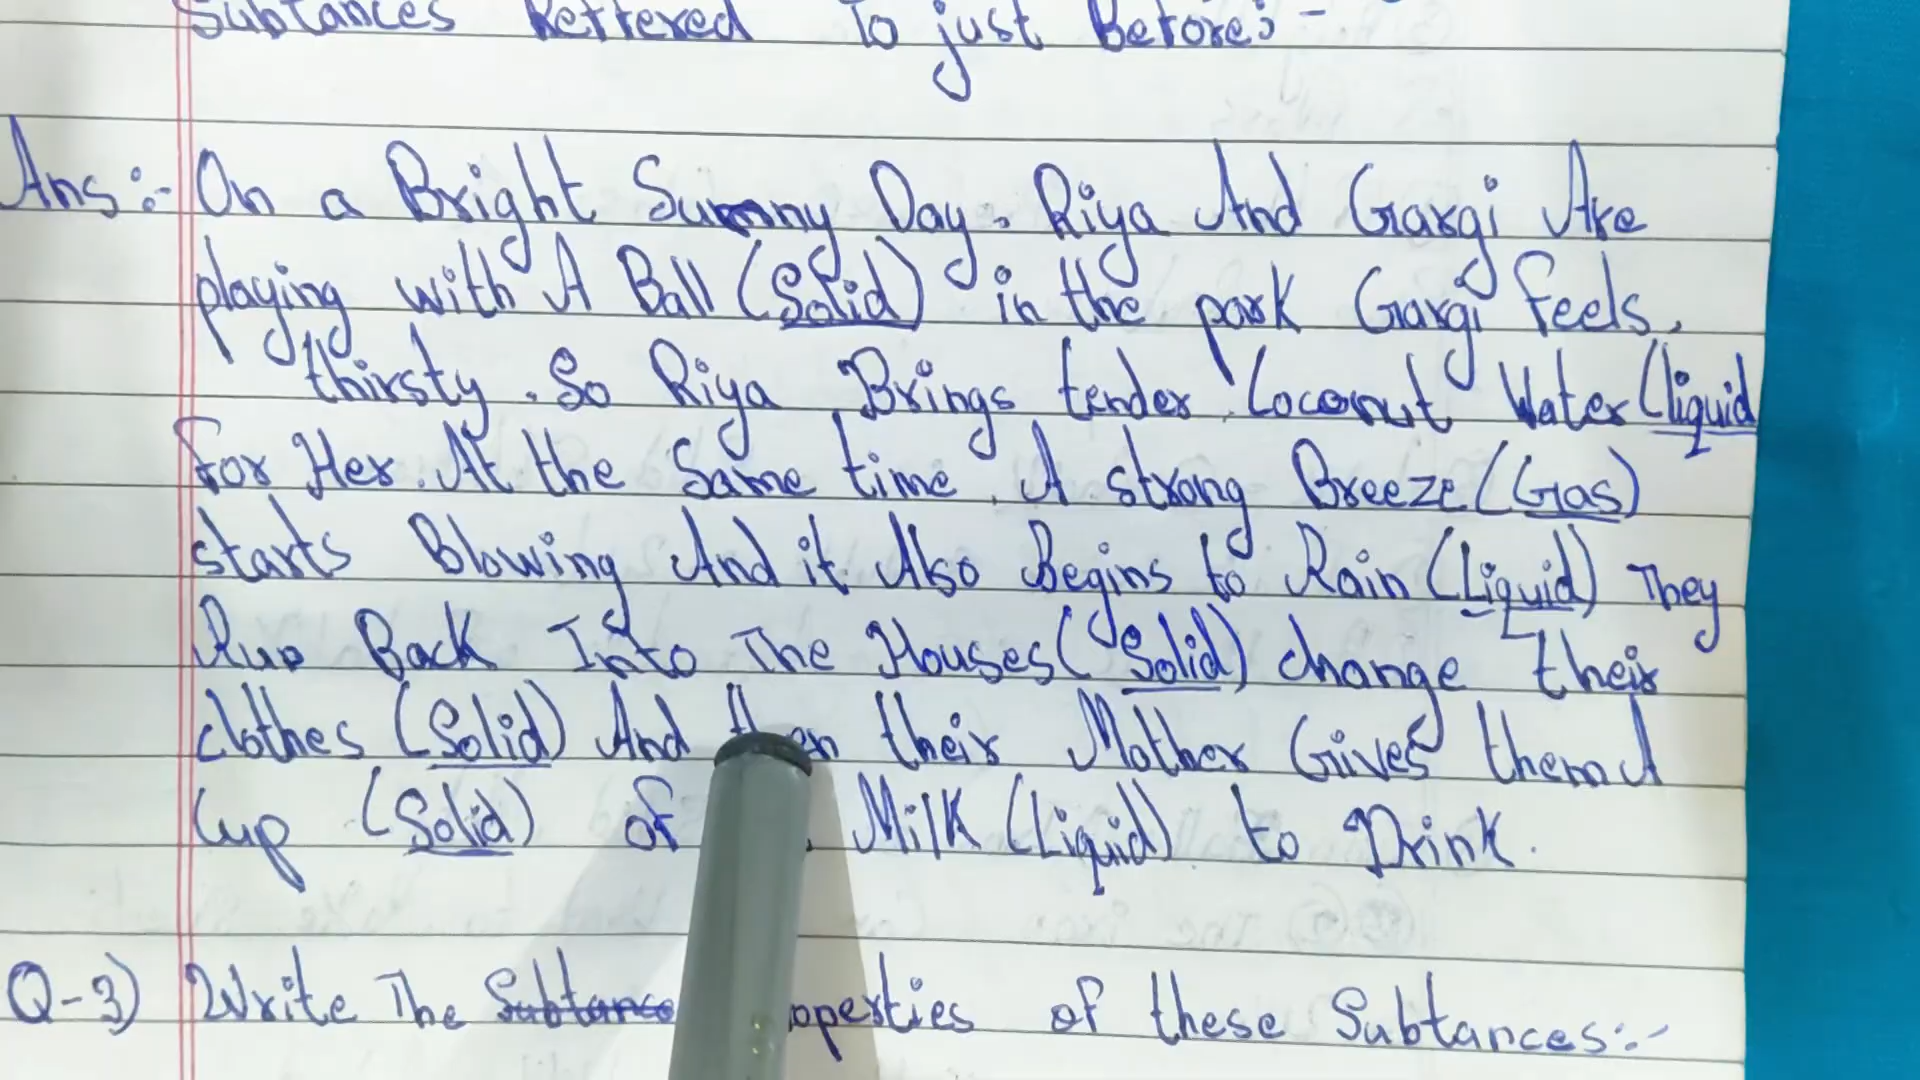 Subtances Reffered To just Before:-
Ans:- On a Bright Sunny Day. Riya And Gargi Are
playing with A Ball (Solid) in the park Gargi feels.
thirsty. So Riya Brings tender Coconut Water (liquid
For Her. At the Same time. A strong Breeze (Gas)
starts Blowing And it Also Begins to Rain (Liquid) They
Run Back Into The Houses (Solid) change their
clothes (Solid) And then their Mother Gives them A
Cup (Solid) of Milk (Liquid) to Drink.
Q-3) Write The Subtance of these Subtances:-